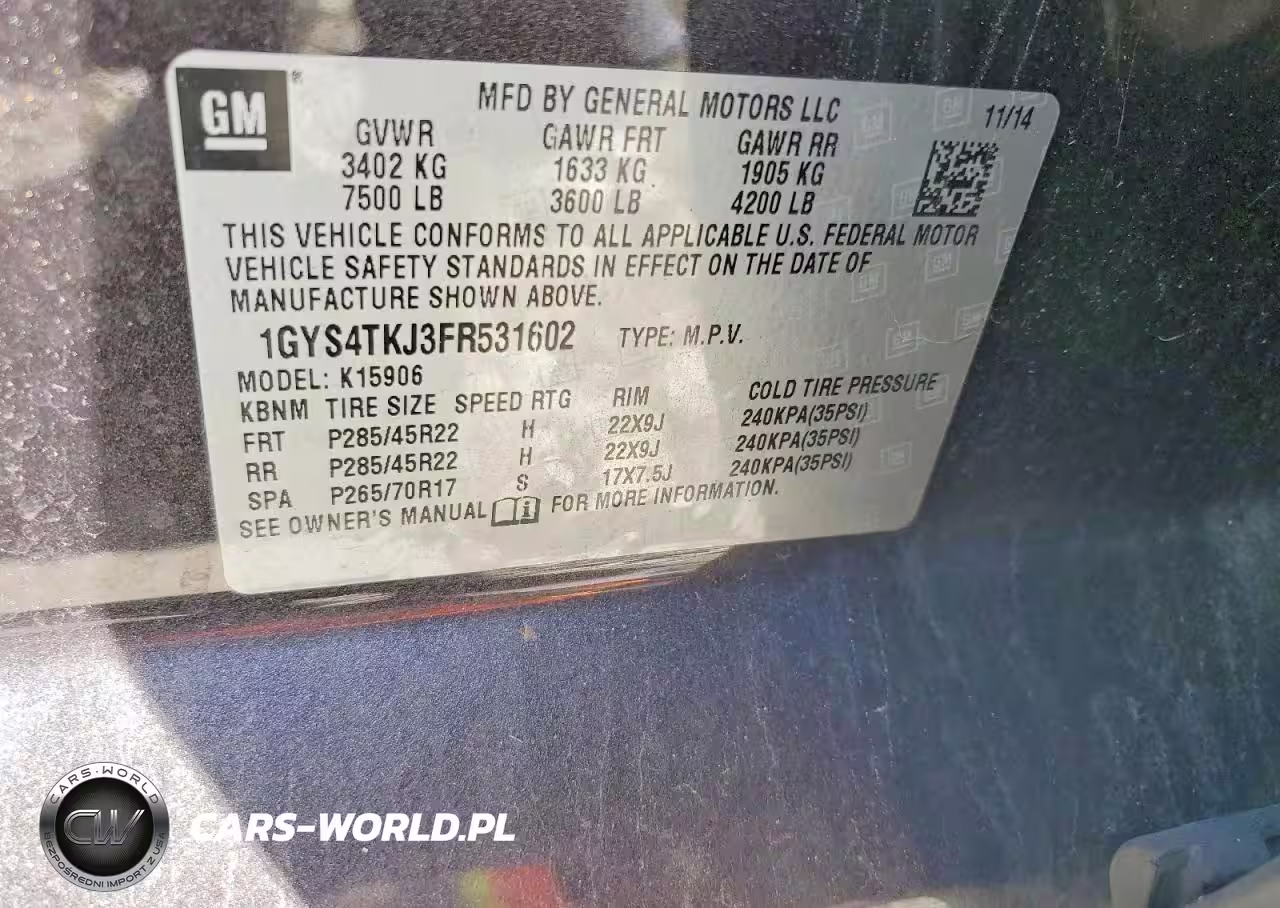 GM®
MFD BY GENERAL MOTORS LLC
11/14
GVWR GAWR FRT GAWR RR
3402 KG 1633 KG 1905 KG
7500 LB 3600 LB 4200 LB
THIS VEHICLE CONFORMS TO ALL APPLICABLE U.S. FEDERAL MOTOR
VEHICLE SAFETY STANDARDS IN EFFECT ON THE DATE OF
MANUFACTURE SHOWN ABOVE.
1GYS4TKJ3FR531602 TYPE: M.P.V.
MODEL: K15906
KBNM TIRE SIZE SPEED RTG RIM COLD TIRE PRESSURE
FRT P285/45R22 H 22X9J 240KPA(35PSI)
RR P285/45R22 H 22X9J 240KPA(35PSI)
SPA P265/70R17 S 17X7.5J 240KPA(35PSI)
SEE OWNER'S MANUAL i FOR MORE INFORMATION.
CARS-WORLD
CW
BEZPOŚREDNI IMPORT Z USA
CARS-WORLD.PL